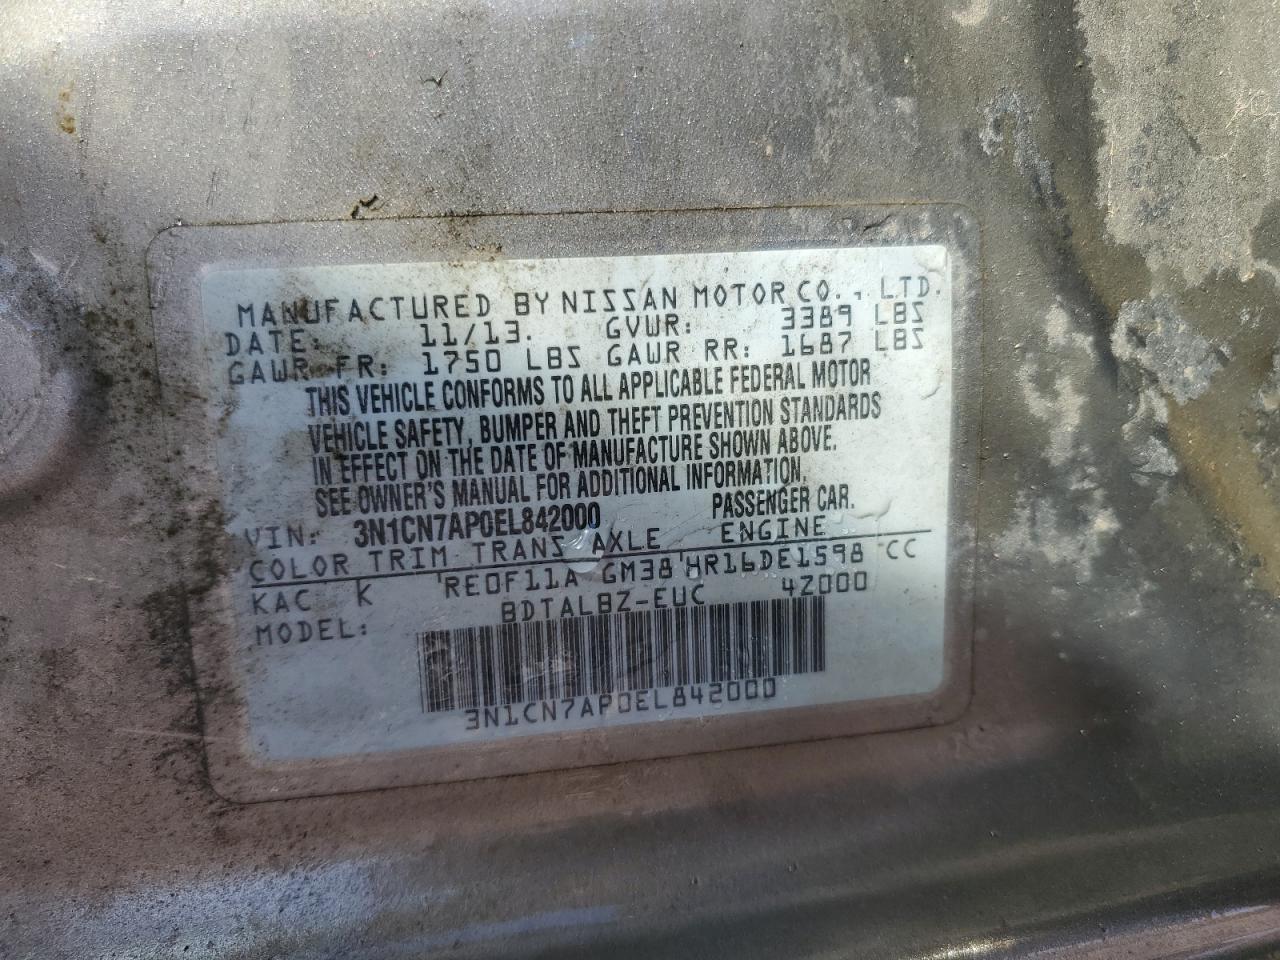 MANUFACTURED BY NISSAN MOTOR CO., LTD.
DATE: 11/13. GVWR: 3389 LBS
GAWR FR: 1750 LBS GAWR RR: 1687 LBS
THIS VEHICLE CONFORMS TO ALL APPLICABLE FEDERAL MOTOR
VEHICLE SAFETY, BUMPER AND THEFT PREVENTION STANDARDS
IN EFFECT ON THE DATE OF MANUFACTURE SHOWN ABOVE.
SEE OWNER'S MANUAL FOR ADDITIONAL INFORMATION.
VIN: 3N1CN7AP0EL842000 PASSENGER CAR.
COLOR TRIM TRANS AXLE ENGINE
KAC K RE0F11A GM38 HR16DE1598 CC
MODEL: BDTALBZ-EUC 4Z000
3N1CN7AP0EL842000